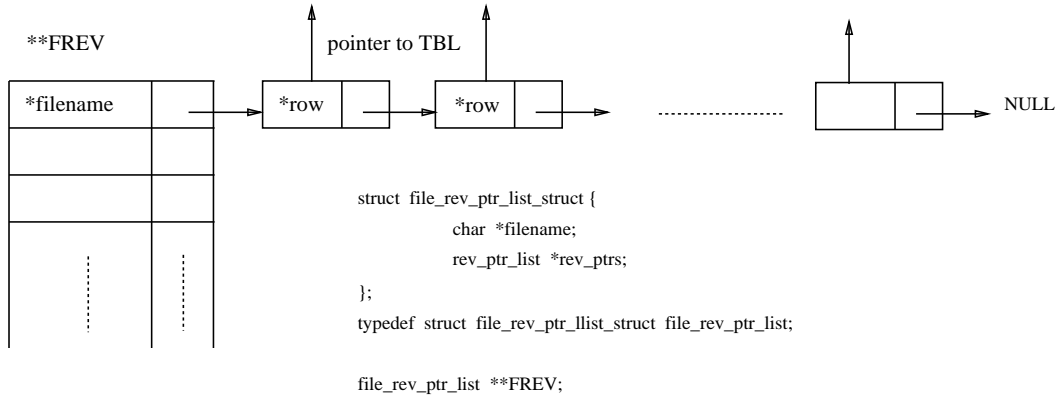 **FREV
pointer to TBL
*filename
*row
*row
NULL
struct file_rev_ptr_list_struct {
char *filename;
rev_ptr_list *rev_ptrs;
};
typedef struct file_rev_ptr_llist_struct file_rev_ptr_list;
file_rev_ptr_list **FREV;